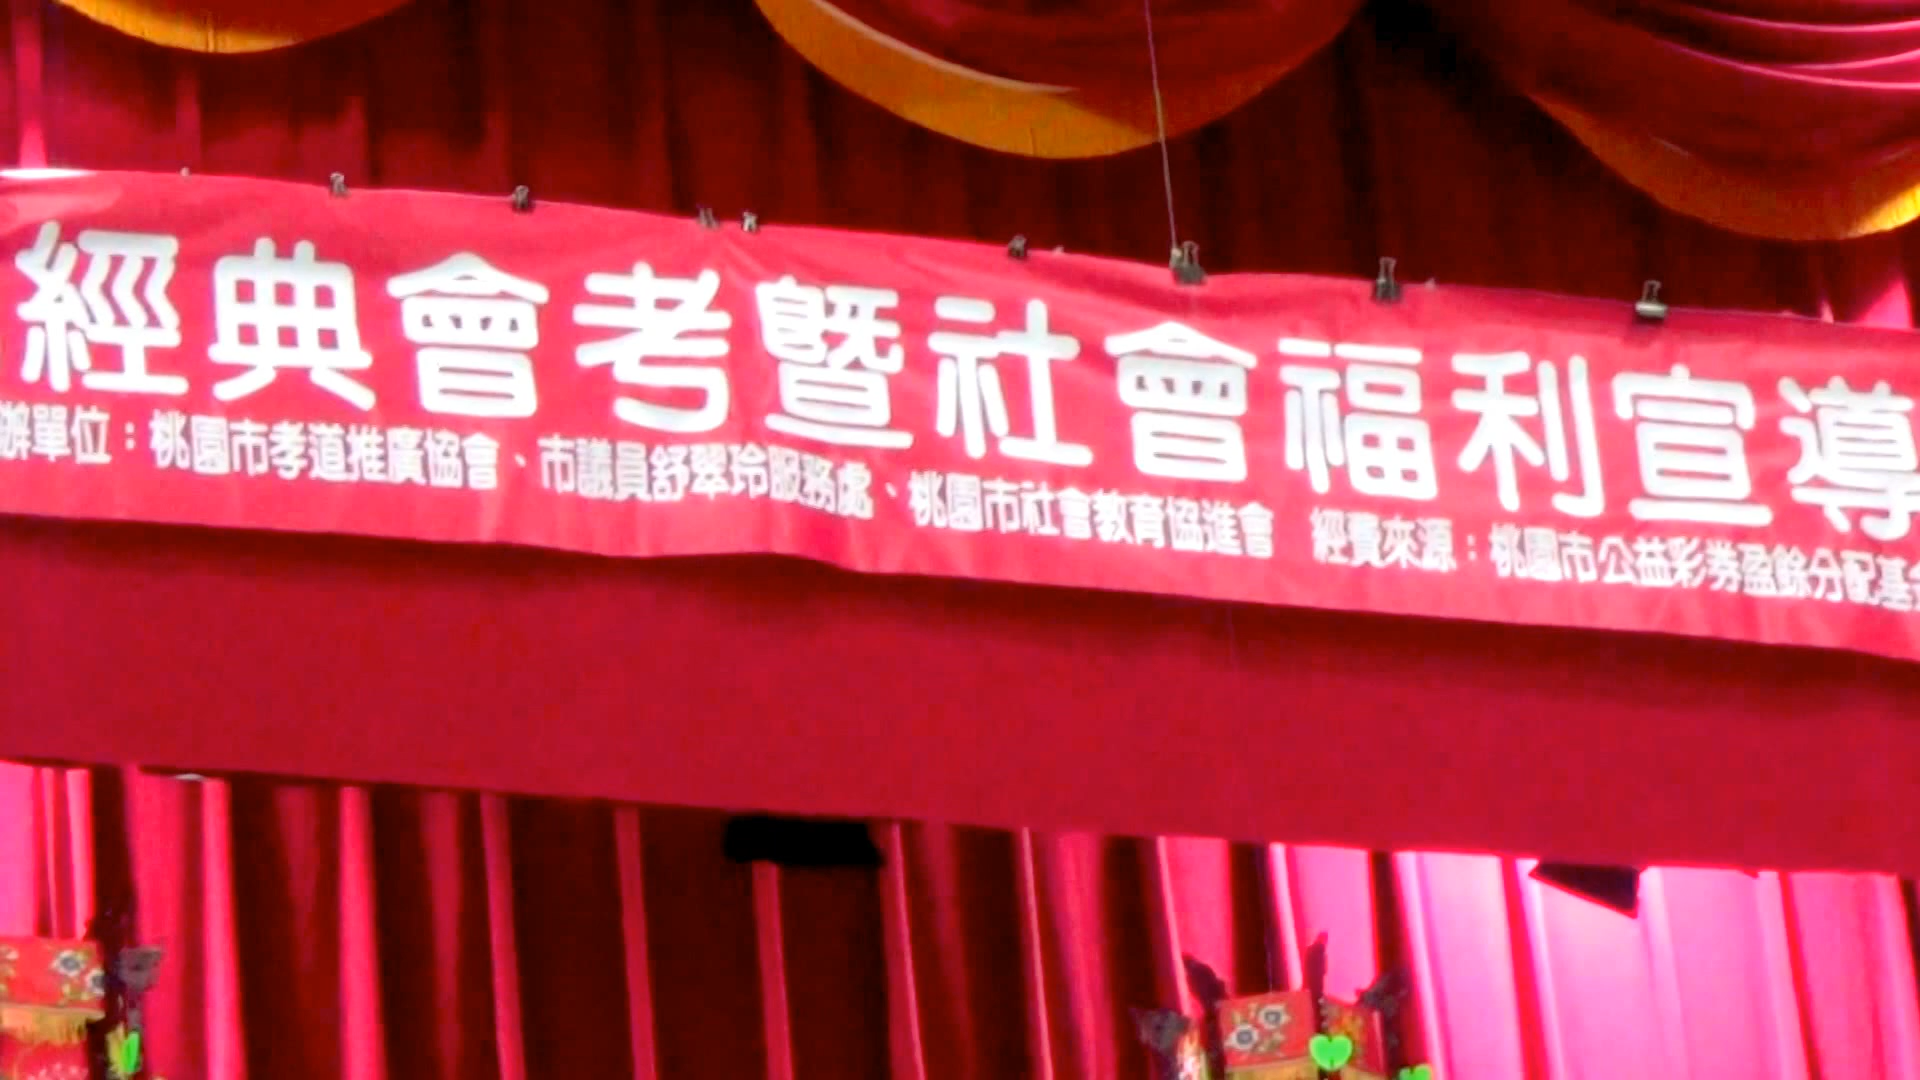 經典會考暨社會福利宣導
辦單位：桃園市孝道推廣協會、市議員舒翠玲服務處、桃園市社會教育協進會　經費來源：桃園市公益彩券盈餘分配基金